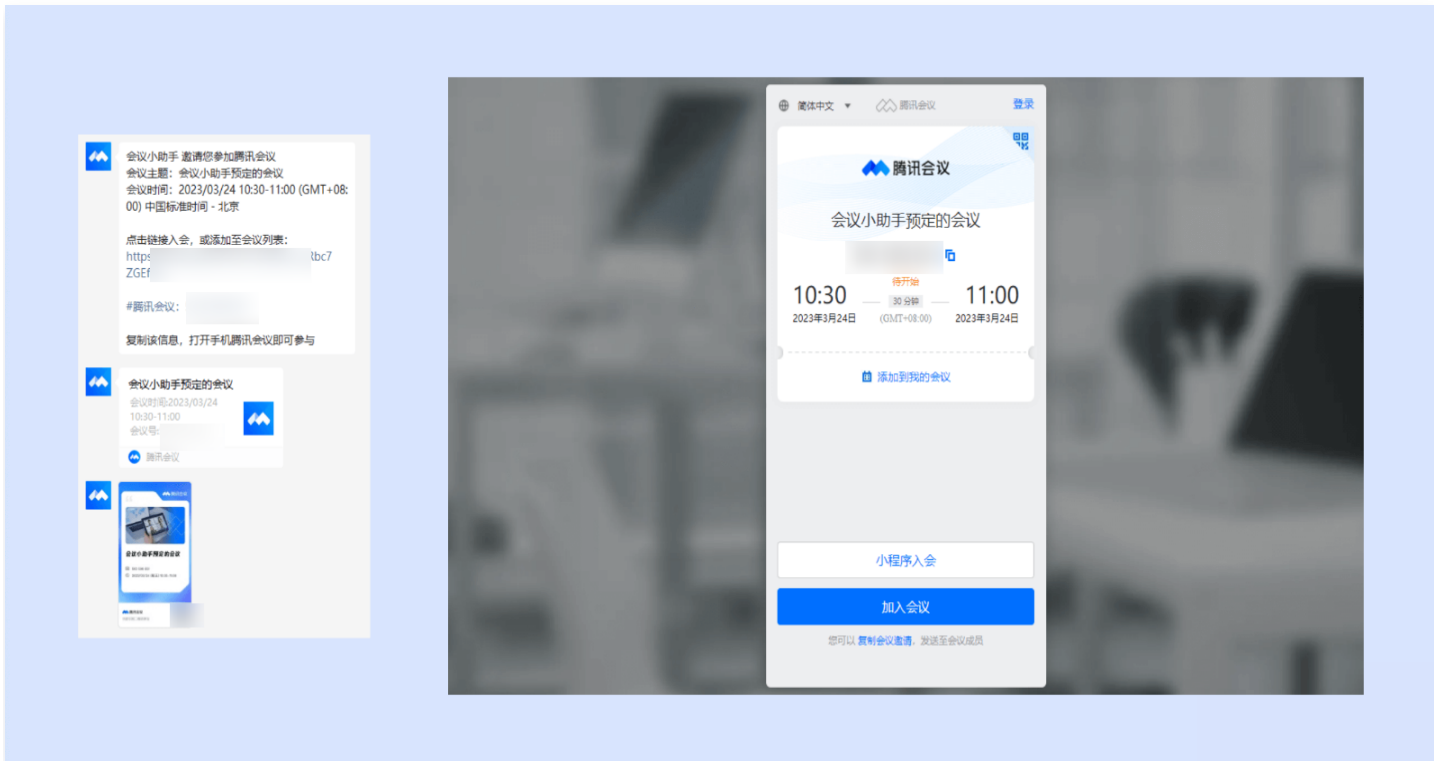 会议小助手 邀请您参加腾讯会议
会议主题：会议小助手预定的会议
会议时间：2023/03/24 10:30-11:00 (GMT+08:
00) 中国标准时间 - 北京
点击链接入会，或添加至会议列表：
https
Rbc7
ZGEf
#腾讯会议：
复制该信息，打开手机腾讯会议即可参与
会议小助手预定的会议
会议时间:2023/03/24
10:30-11:00
会议号:
腾讯会议
腾讯会议
会议小助手预定的会议
腾讯会议
简体中文
腾讯会议
登录
腾讯会议
会议小助手预定的会议
待开始
10:30
30 分钟
11:00
2023年3月24日
(GMT+08:00)
2023年3月24日
添加到我的会议
小程序入会
加入会议
您可以 复制会议邀请，发送至会议成员